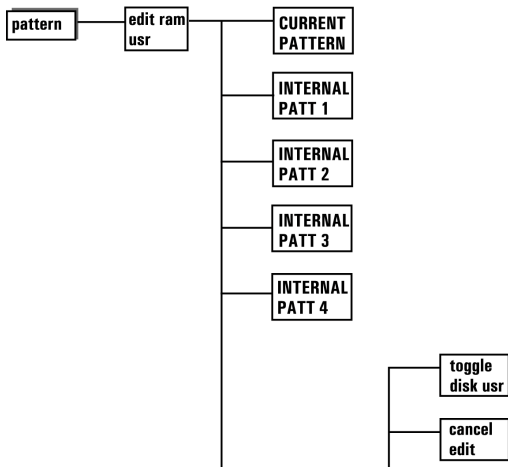 pattern
edit ram
usr
CURRENT
PATTERN
INTERNAL
PATT 1
INTERNAL
PATT 2
INTERNAL
PATT 3
INTERNAL
PATT 4
toggle
disk usr
cancel
edit